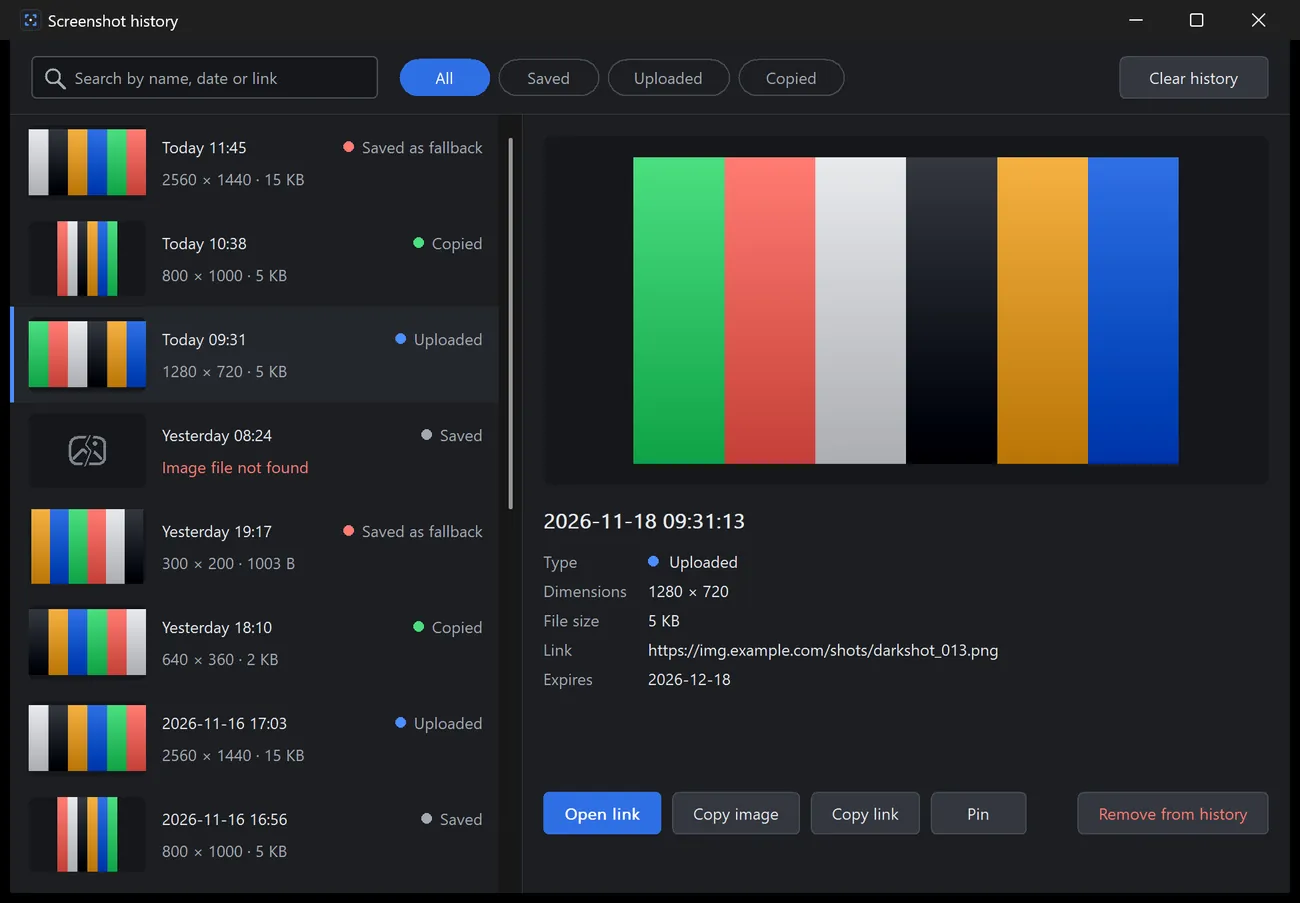 Screenshot history
Search by name, date or link
All
Saved
Uploaded
Copied
Clear history
Today 11:45
Saved as fallback
2560 × 1440 · 15 KB
Today 10:38
Copied
800 × 1000 · 5 KB
Today 09:31
Uploaded
1280 × 720 · 5 KB
Yesterday 08:24
Saved
Image file not found
Yesterday 19:17
Saved as fallback
300 × 200 · 1003 B
Yesterday 18:10
Copied
640 × 360 · 2 KB
2026-11-16 17:03
Uploaded
2560 × 1440 · 15 KB
2026-11-16 16:56
Saved
800 × 1000 · 5 KB
2026-11-18 09:31:13
Type Uploaded
Dimensions 1280 × 720
File size 5 KB
Link https://img.example.com/shots/darkshot_013.png
Expires 2026-12-18
Open link
Copy image
Copy link
Pin
Remove from history